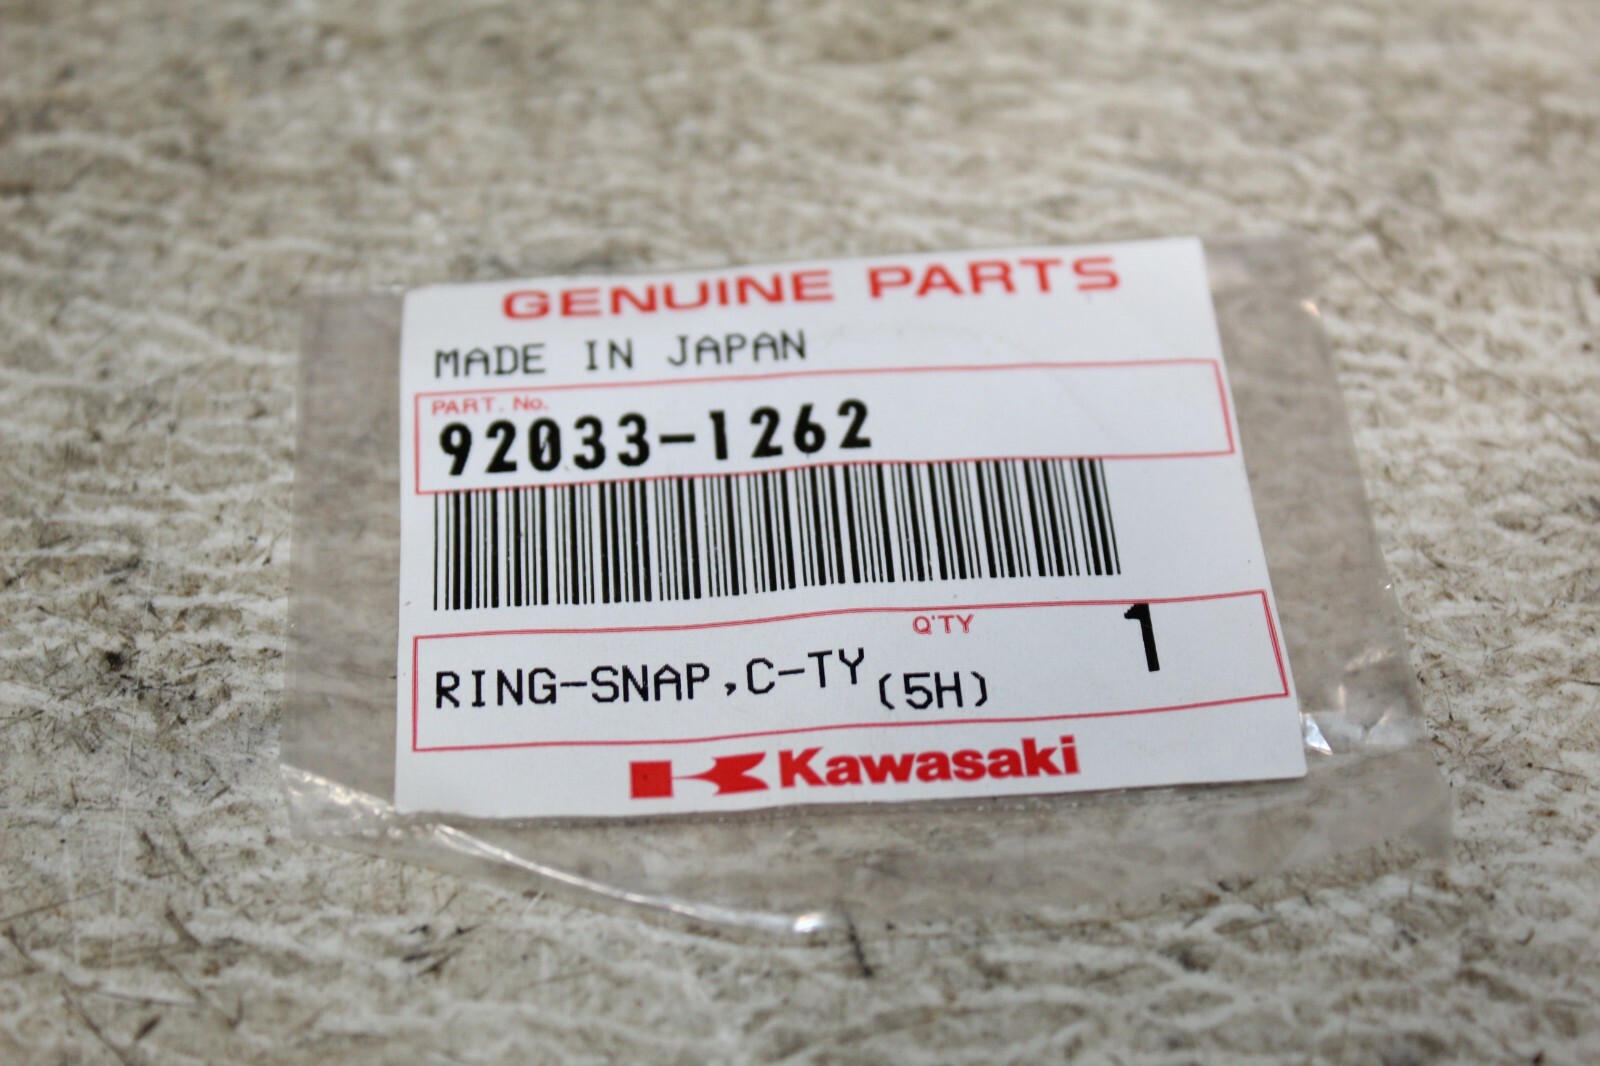 GENUINE PARTS
MADE IN JAPAN
PART. No.
92033-1262
Q'TY
RING-SNAP,C-TY(5H) 1
Kawasaki